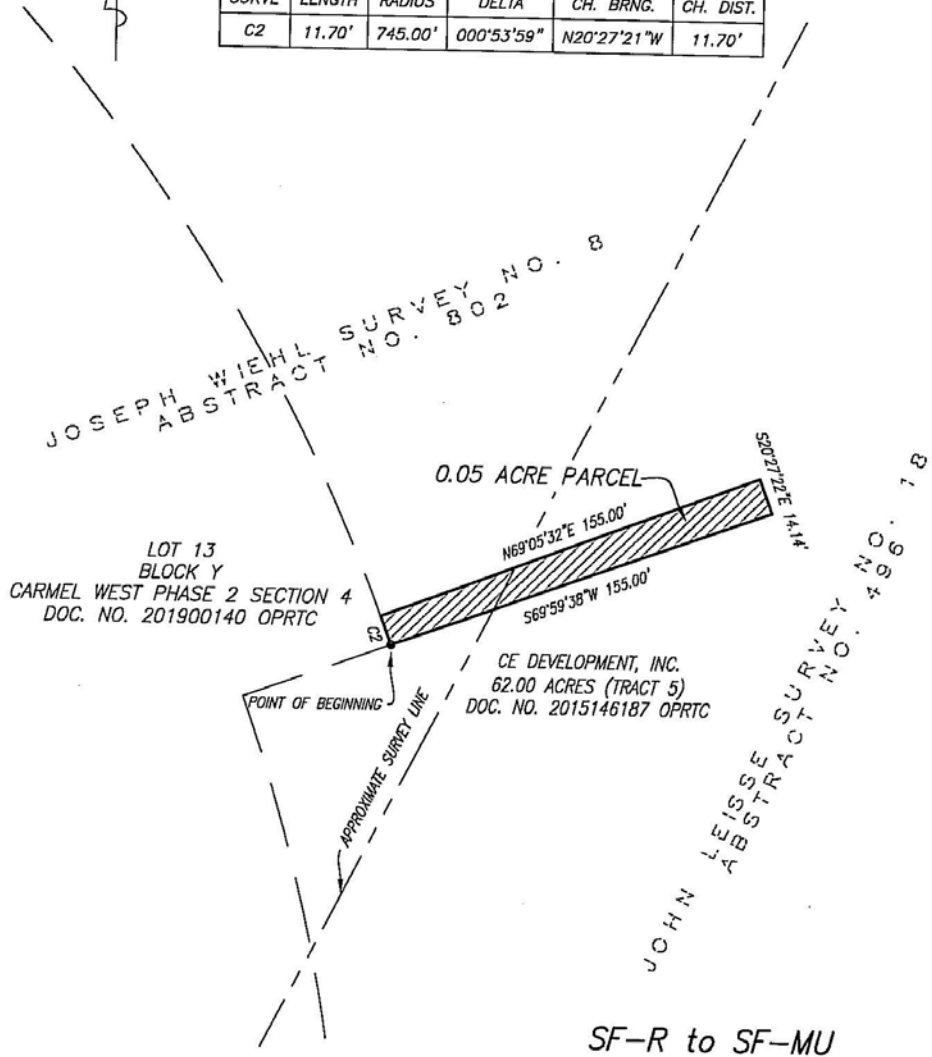 CURVE LENGTH RADIUS DELTA CH. BRNG. CH. DIST.
C2 11.70' 745.00' 000°53'59" N20°27'21"W 11.70'
JOSEPH WIEHL SURVEY NO. 8
ABSTRACT NO. 802
0.05 ACRE PARCEL
S20°27'22"E 14.14'
N69°05'32"E 155.00'
S69°59'38"W 155.00'
LOT 13
BLOCK Y
CARMEL WEST PHASE 2 SECTION 4
DOC. NO. 201900140 OPRTC
C2
POINT OF BEGINNING
CE DEVELOPMENT, INC.
62.00 ACRES (TRACT 5)
DOC. NO. 2015146187 OPRTC
APPROXIMATE SURVEY LINE
JOHN LEISSE SURVEY NO. 18
ABSTRACT NO. 496
SF-R to SF-MU